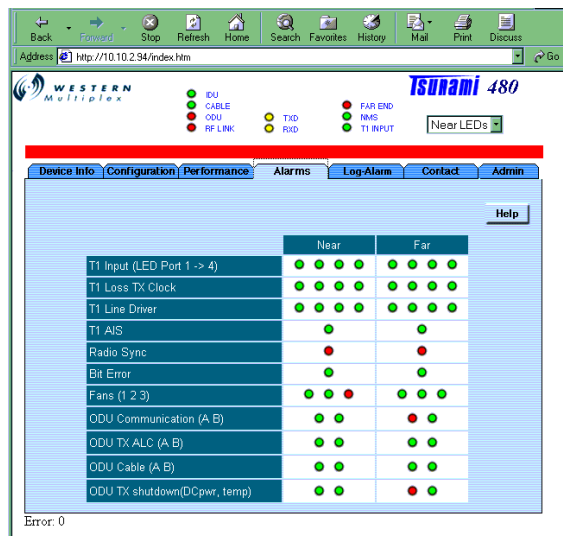 Back Forward Stop Refresh Home Search Favorites History Mail Print Discuss
Address http://10.10.2.94/index.htm Go
WESTERN
Multiplex
IDU
CABLE
ODU
RF LINK
TXD
RXD
FAR END
NMS
T1 INPUT
TSUNAMI 480
Near LEDs
Device Info Configuration Performance Alarms Log-Alarm Contact Admin
Help
Near Far
T1 Input (LED Port 1 -> 4)
T1 Loss TX Clock
T1 Line Driver
T1 AIS
Radio Sync
Bit Error
Fans (1 2 3)
ODU Communication (A B)
ODU TX ALC (A B)
ODU Cable (A B)
ODU TX shutdown(DCpwr, temp)
Error: 0